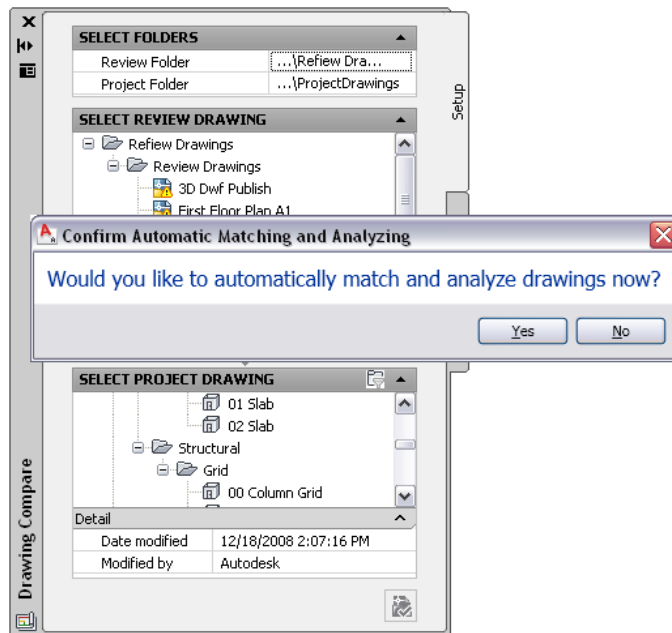 SELECT FOLDERS
Review Folder ...\Refiew Dra...
Project Folder ...\ProjectDrawings
Setup
SELECT REVIEW DRAWING
Refiew Drawings
Review Drawings
3D Dwf Publish
First Floor Plan A1
Confirm Automatic Matching and Analyzing
Would you like to automatically match and analyze drawings now?
Yes No
SELECT PROJECT DRAWING
01 Slab
02 Slab
Structural
Grid
00 Column Grid
Detail
Date modified 12/18/2008 2:07:16 PM
Modified by Autodesk
Drawing Compare